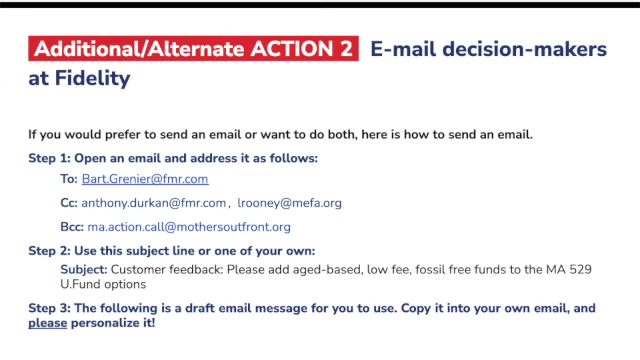 Additional/Alternate ACTION 2 E-mail decision-makers
at Fidelity
If you would prefer to send an email or want to do both, here is how to send an email.
Step 1: Open an email and address it as follows:
To: Bart.Grenier@fmr.com
Cc: anthony.durkan@fmr.com, lrooney@mefa.org
Bcc: ma.action.call@mothersoutfront.org
Step 2: Use this subject line or one of your own:
Subject: Customer feedback: Please add aged-based, low fee, fossil free funds to the MA 529
U.Fund options
Step 3: The following is a draft email message for you to use. Copy it into your own email, and
please personalize it!